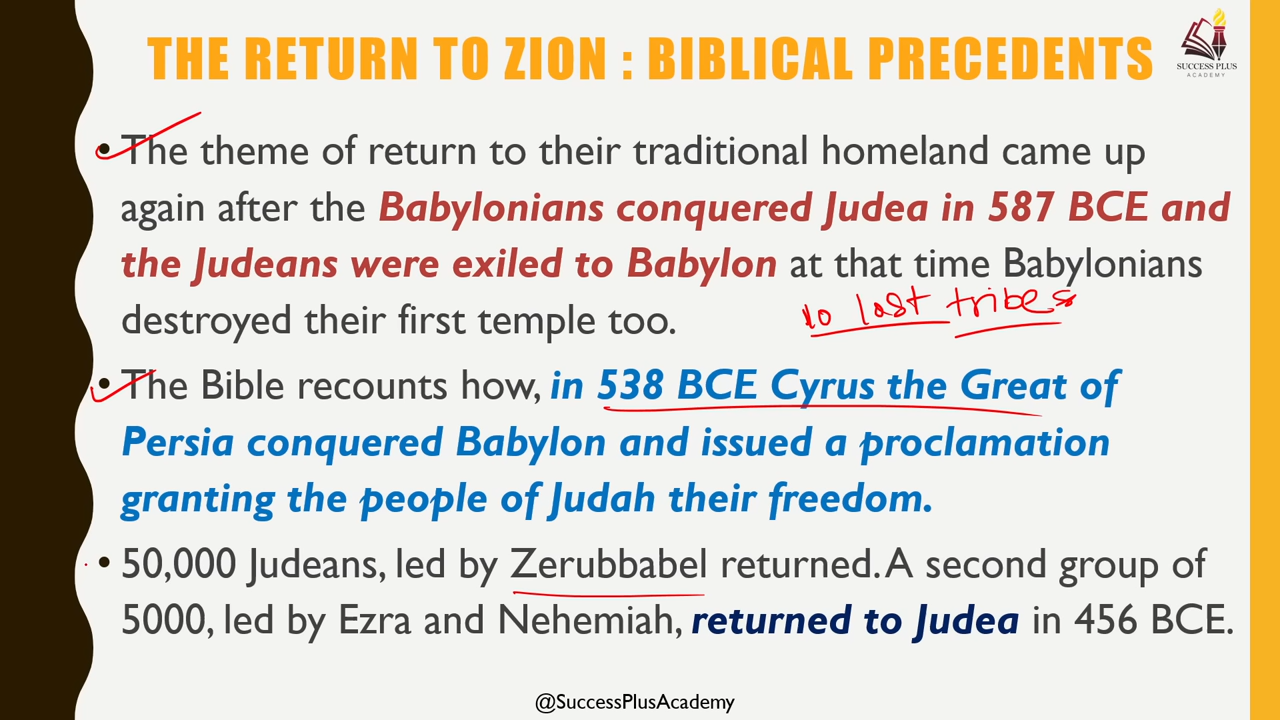 THE RETURN TO ZION : BIBLICAL PRECEDENTS
SUCCESS PLUS
ACADEMY
• The theme of return to their traditional homeland came up
again after the Babylonians conquered Judea in 587 BCE and
the Judeans were exiled to Babylon at that time Babylonians
destroyed their first temple too.
10 last tribes
• The Bible recounts how, in 538 BCE Cyrus the Great of
Persia conquered Babylon and issued a proclamation
granting the people of Judah their freedom.
• 50,000 Judeans, led by Zerubbabel returned. A second group of
5000, led by Ezra and Nehemiah, returned to Judea in 456 BCE.
@SuccessPlusAcademy